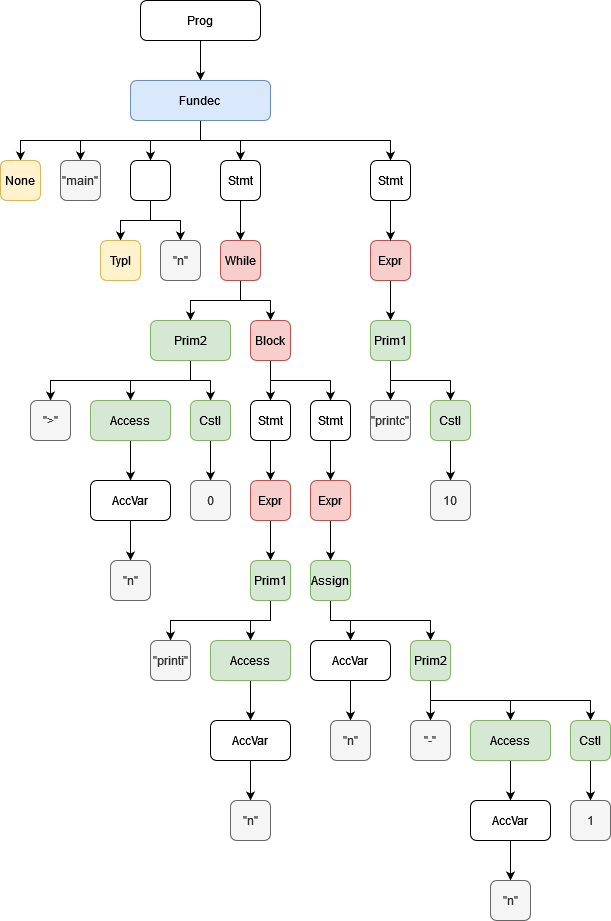 Prog
Fundec
None "main" Stmt Stmt
TypI "n" While Expr
Prim2 Block Prim1
">" Access CstI Stmt Stmt "printc" CstI
AccVar 0 Expr Expr 10
"n" Prim1 Assign
"printi" Access AccVar Prim2
AccVar "n" "-" Access CstI
"n" AccVar 1
"n"